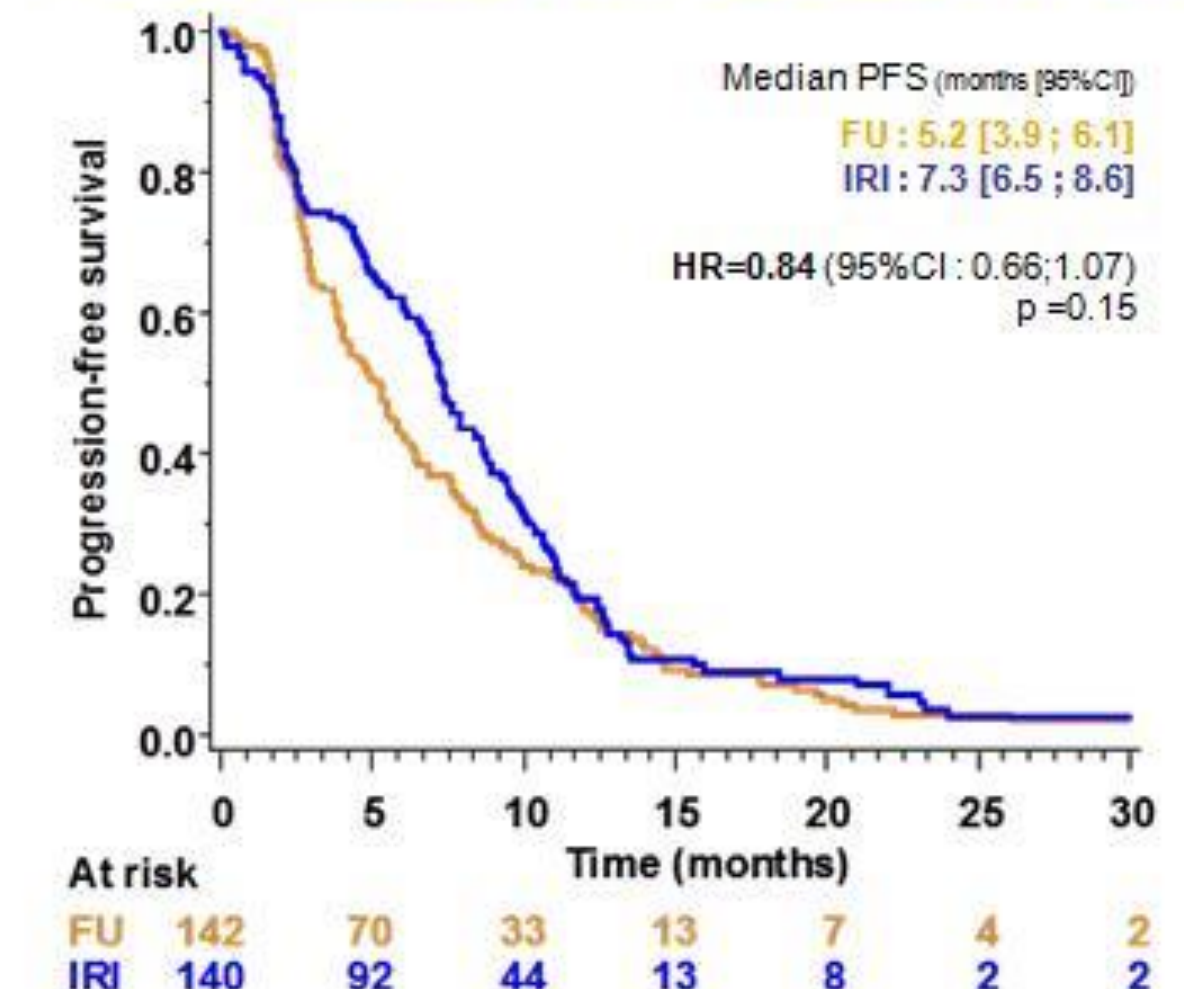 1.0
0.8
0.6
0.4
0.2
0.0
Progression-free survival
Median PFS (months [95%CI])
FU : 5.2 [3.9 ; 6.1]
IRI : 7.3 [6.5 ; 8.6]
HR=0.84 (95%CI : 0.66;1.07)
p =0.15
0 5 10 15 20 25 30
Time (months)
At risk
FU 142 70 33 13 7 4 2
IRI 140 92 44 13 8 2 2